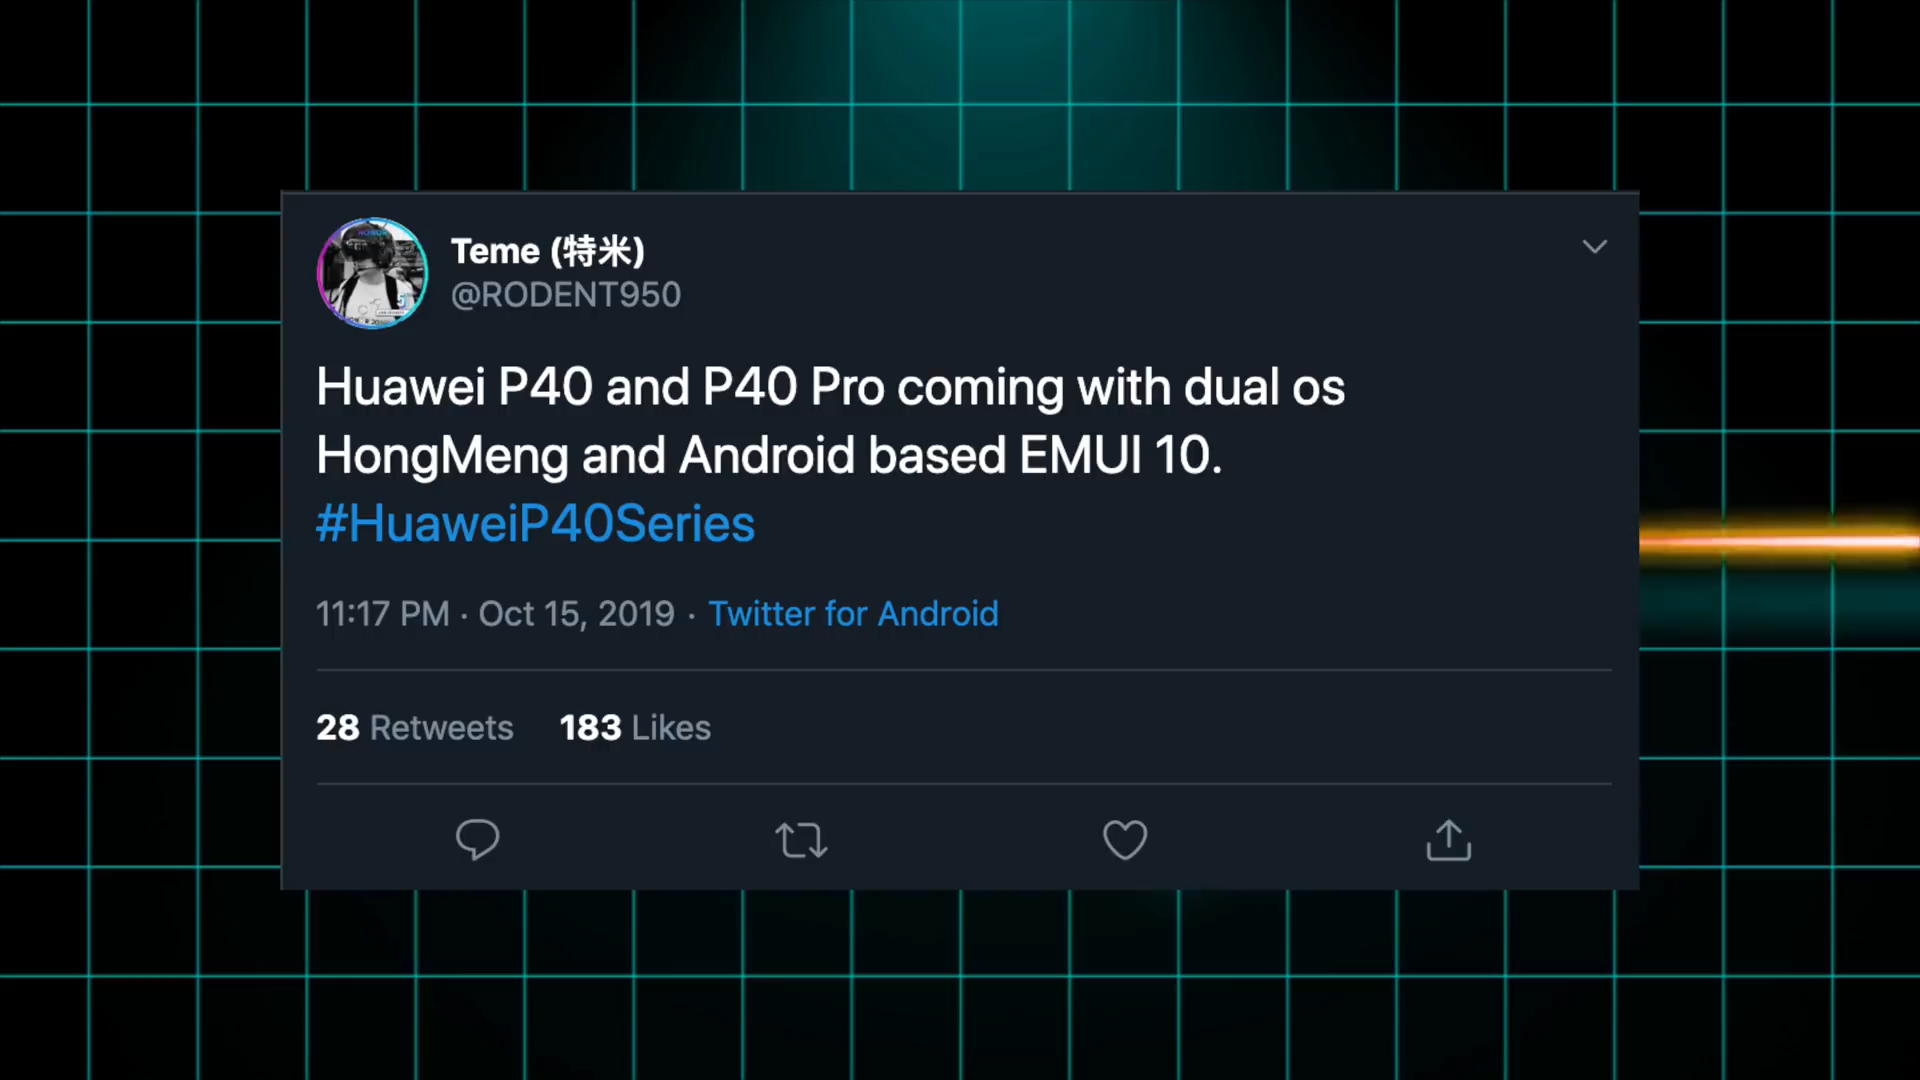 Teme (特米)
@RODENT950
Huawei P40 and P40 Pro coming with dual os
HongMeng and Android based EMUI 10.
#HuaweiP40Series
11:17 PM · Oct 15, 2019 · Twitter for Android
28 Retweets 183 Likes